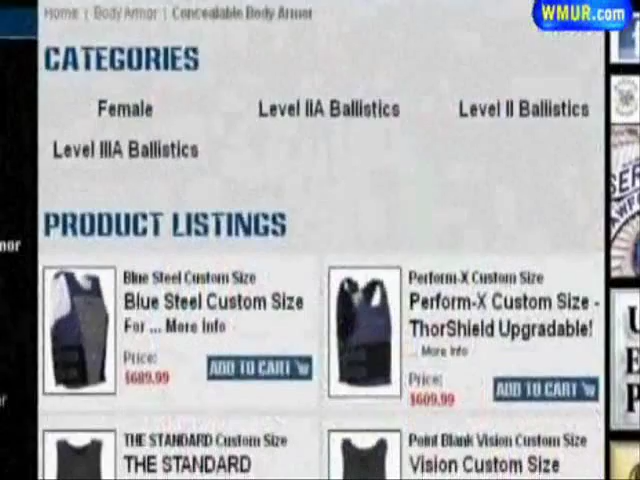 WMUR.com
Home | Body Armor | Concealable Body Armor
CATEGORIES
Female
Level IIA Ballistics
Level II Ballistics
Level IIIA Ballistics
PRODUCT LISTINGS
Blue Steel Custom Size
Blue Steel Custom Size
For ... More Info
Price:
$689.99
ADD TO CART
Perform-X Custom Size
Perform-X Custom Size -
ThorShield Upgradable!
... More Info
Price:
$609.99
ADD TO CART
THE STANDARD Custom Size
THE STANDARD
Point Blank Vision Custom Size
Vision Custom Size